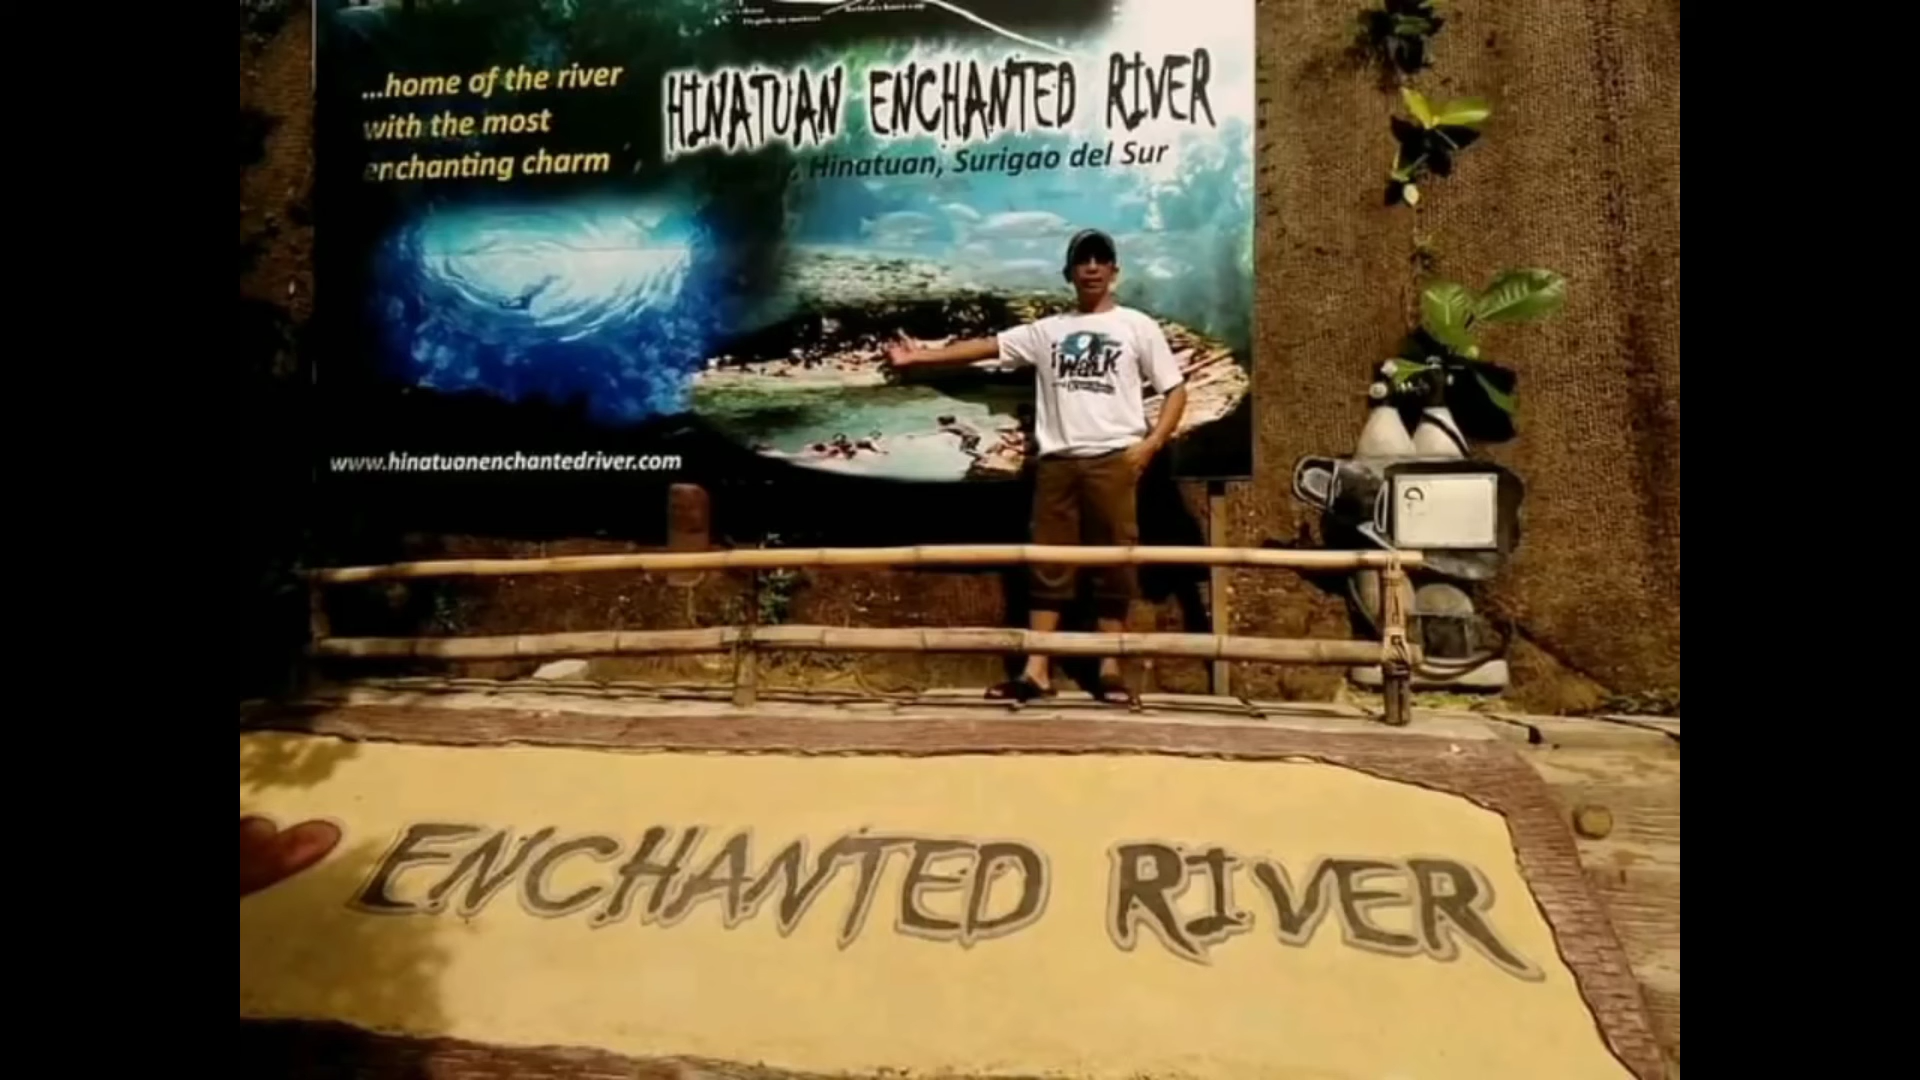 ...home of the river
with the most
enchanting charm
HINATUAN ENCHANTED RIVER
Hinatuan, Surigao del Sur
i WalK
www.hinatuanenchantedriver.com
ENCHANTED RIVER